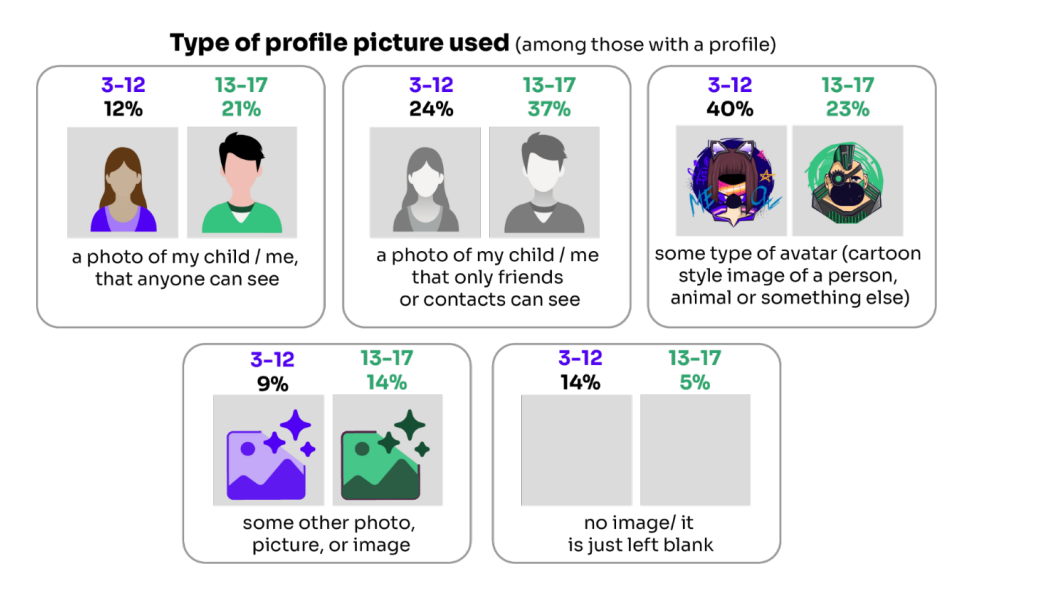 Type of profile picture used (among those with a profile)
3-12 13-17
12% 21%
a photo of my child / me,
that anyone can see
3-12 13-17
24% 37%
a photo of my child / me
that only friends
or contacts can see
3-12 13-17
40% 23%
some type of avatar (cartoon
style image of a person,
animal or something else)
3-12 13-17
9% 14%
some other photo,
picture, or image
3-12 13-17
14% 5%
no image/ it
is just left blank